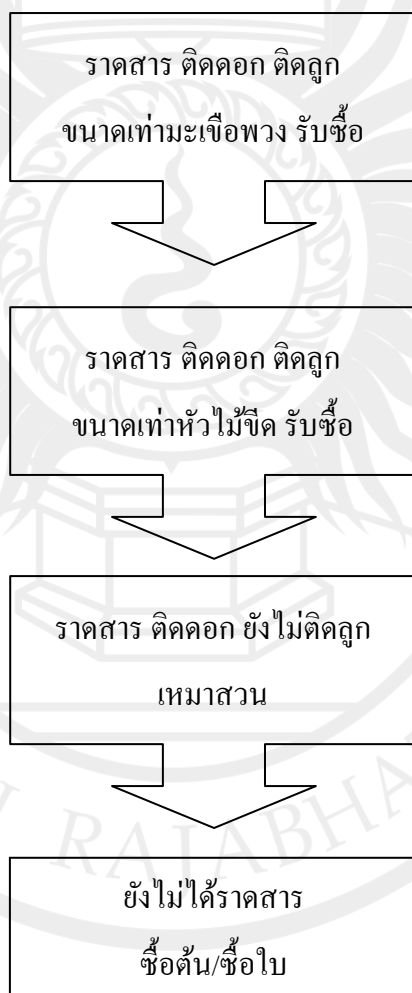 ราดสาร ติดดอก ติดลูก
ขนาดเท่ามะเขือพวง รับซื้อ
ราดสาร ติดดอก ติดลูก
ขนาดเท่าหัวไม้ขีด รับซื้อ
ราดสาร ติดดอก ยังไม่ติดลูก
เหมาสวน
ยังไม่ได้ราดสาร
ซื้อต้น/ซื้อใบ
RAJABHA